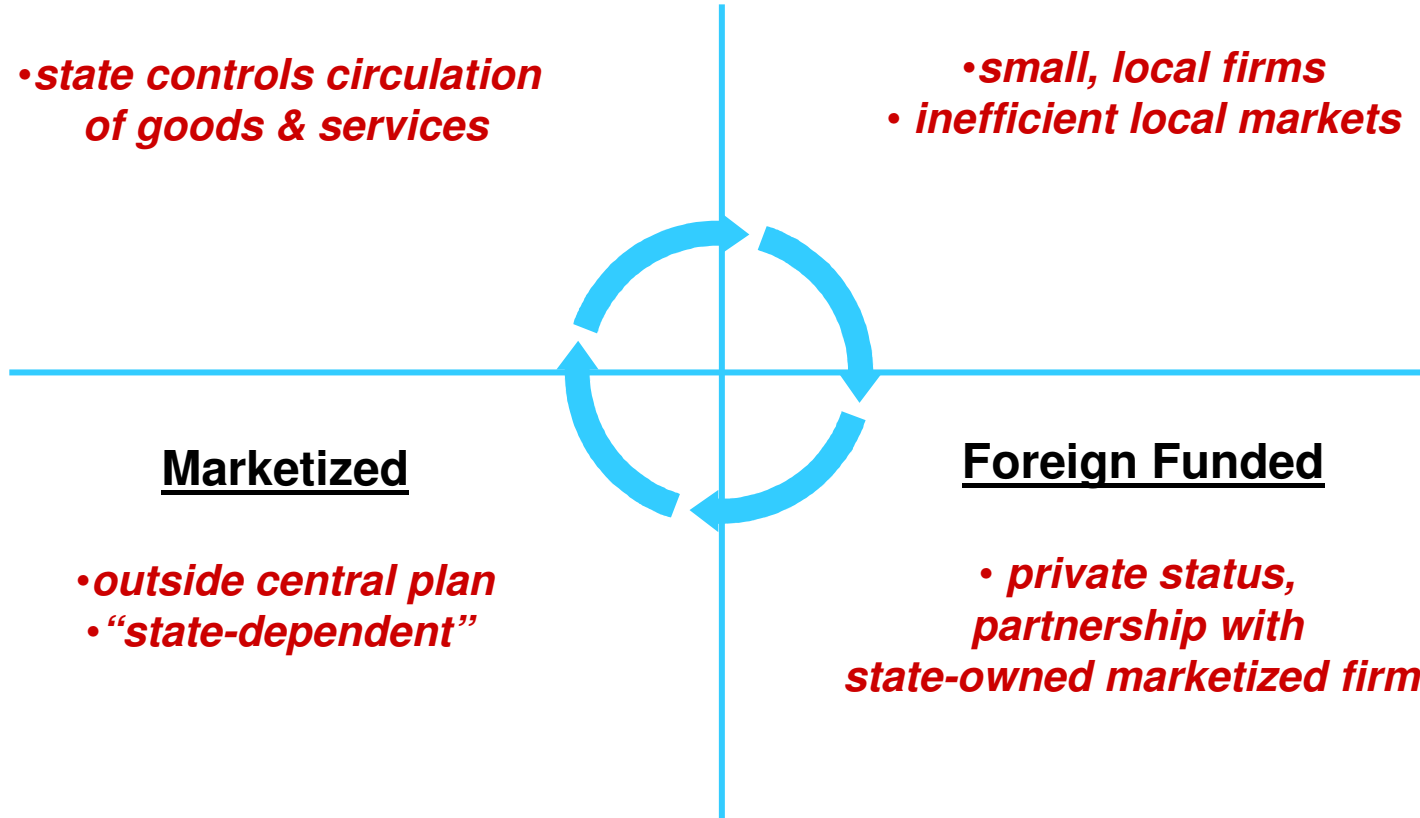 •state controls circulation
of goods & services
•small, local firms
• inefficient local markets
Marketized
•outside central plan
•“state-dependent”
Foreign Funded
• private status,
partnership with
state-owned marketized firm